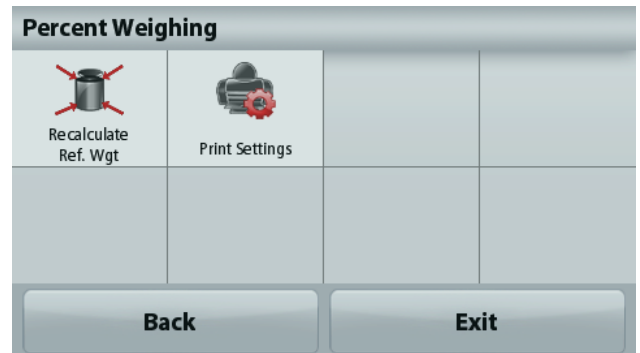 Percent Weighing
Recalculate
Ref. Wgt
Print Settings
Back
Exit